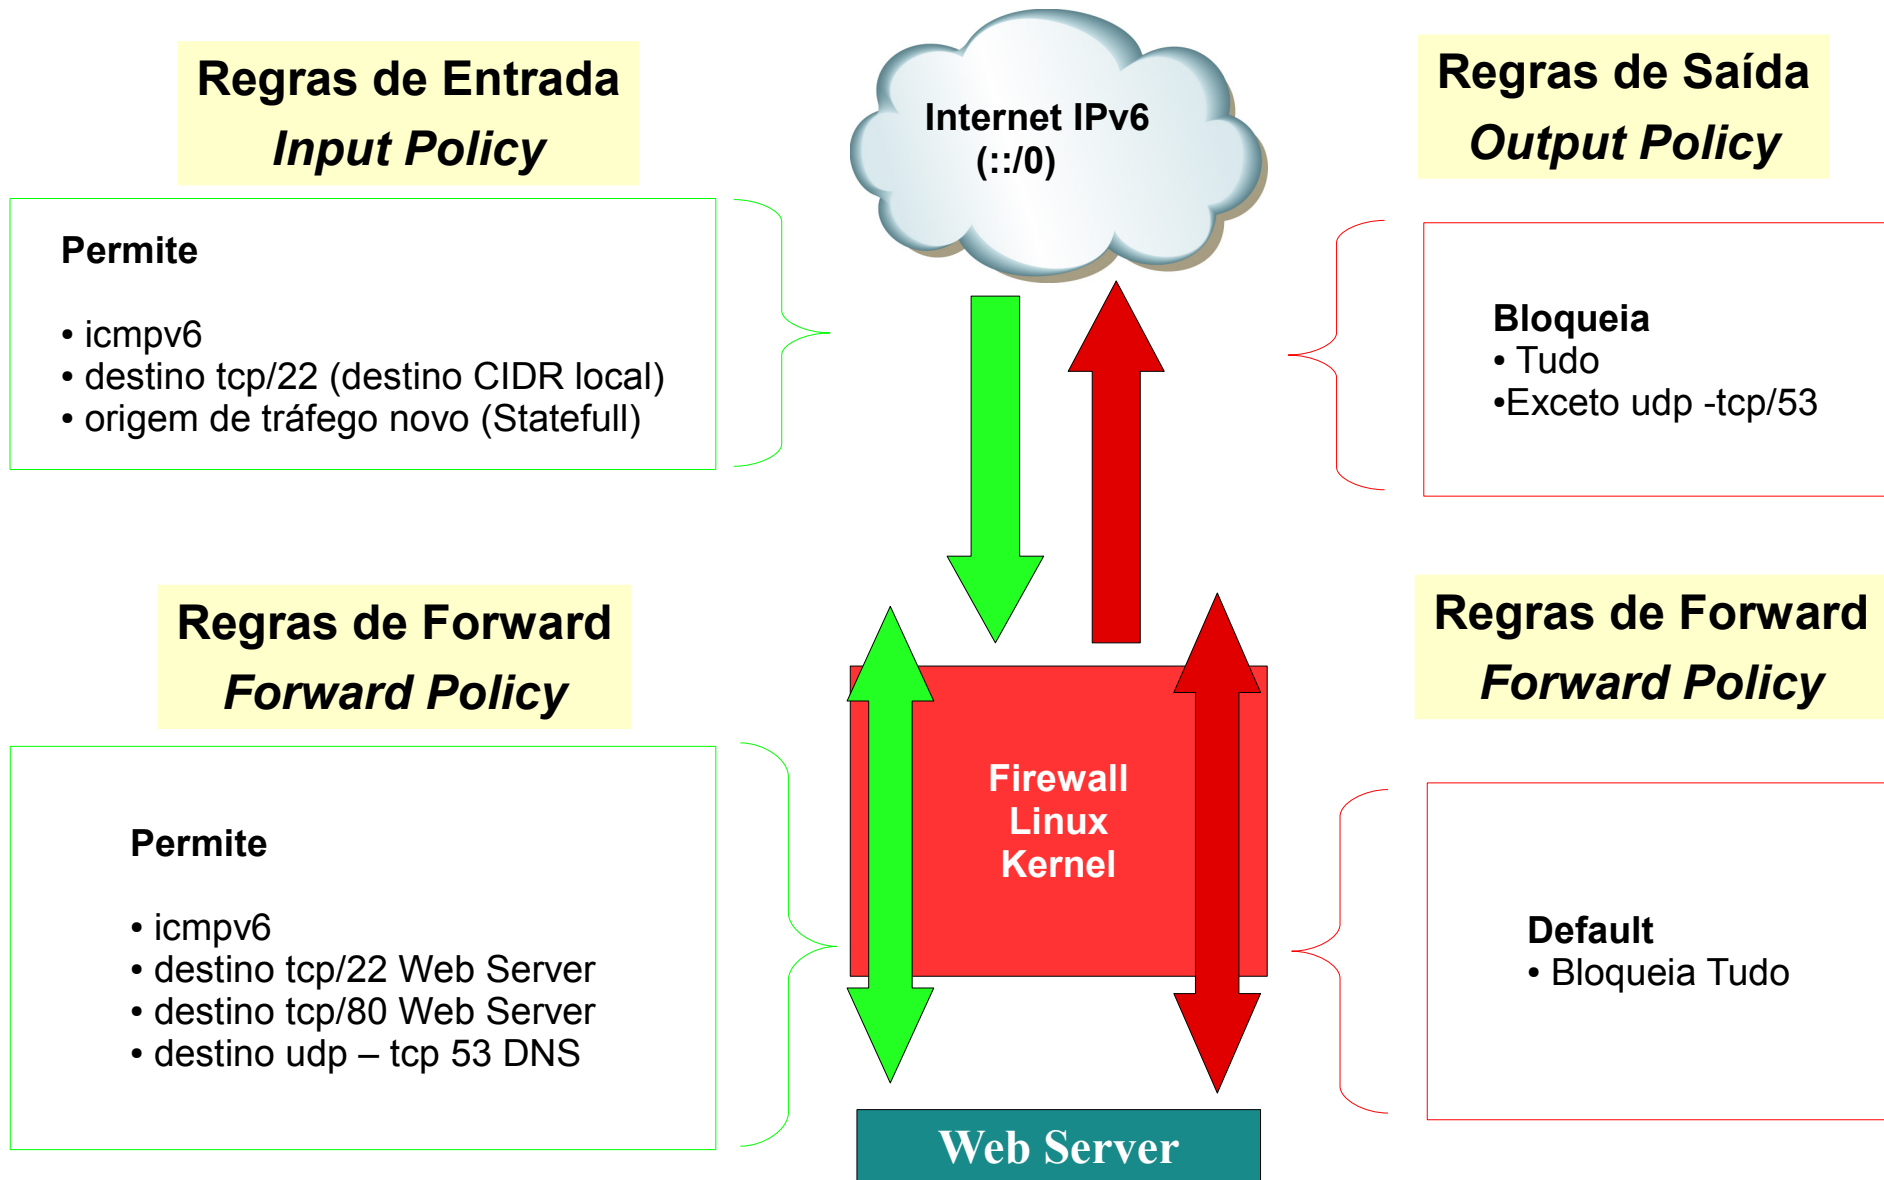 Regras de Entrada
Input Policy
Permite
• icmpv6
• destino tcp/22 (destino CIDR local)
• origem de tráfego novo (Statefull)
Internet IPv6
(::/0)
Regras de Saída
Output Policy
Bloqueia
• Tudo
•Exceto udp -tcp/53
Regras de Forward
Forward Policy
Permite
• icmpv6
• destino tcp/22 Web Server
• destino tcp/80 Web Server
• destino udp – tcp 53 DNS
Firewall
Linux
Kernel
Web Server
Regras de Forward
Forward Policy
Default
• Bloqueia Tudo